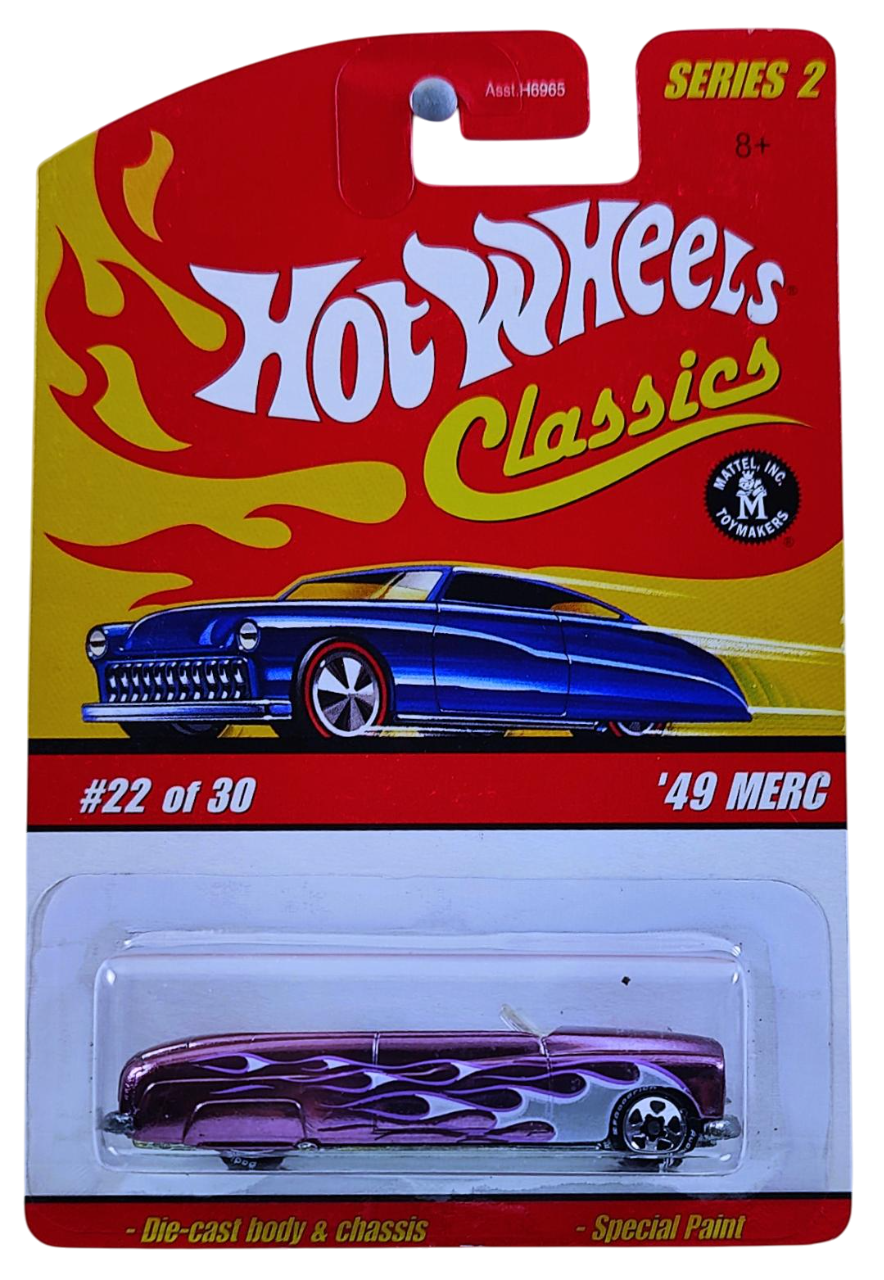 Asst.H6965
SERIES 2
8+
Hot Wheels®
Classics
MATTEL, INC.
M
TOYMAKERS
®
#22 of 30
'49 MERC
- Die-cast body & chassis
- Special Paint